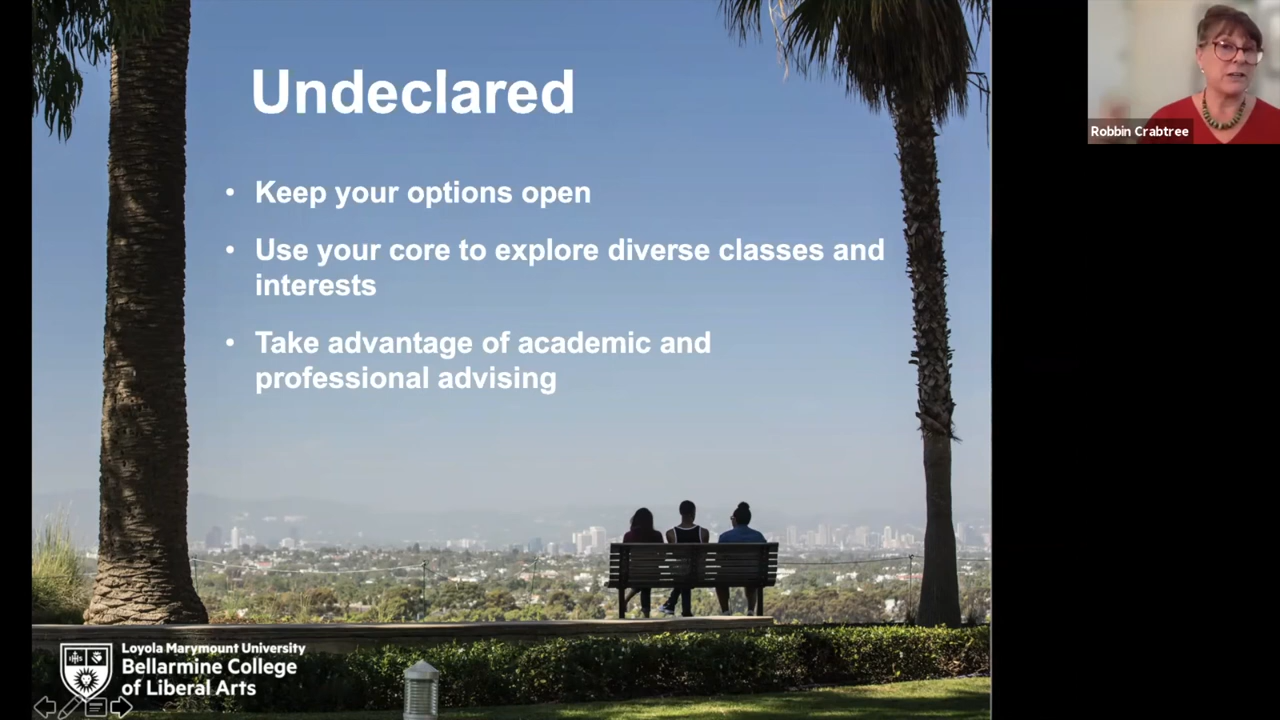 Undeclared
• Keep your options open
• Use your core to explore diverse classes and
interests
• Take advantage of academic and
professional advising
Robbin Crabtree
Loyola Marymount University
Bellarmine College
of Liberal Arts